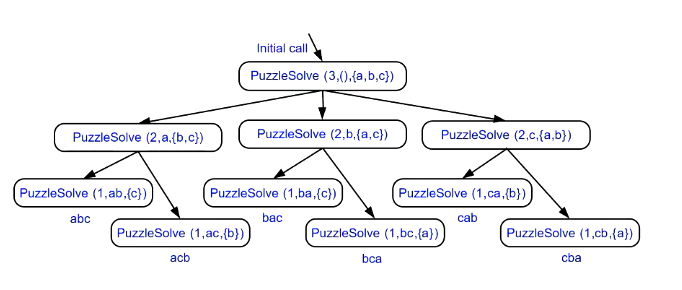 Initial call
PuzzleSolve (3,(),{a,b,c})
PuzzleSolve (2,a,{b,c})
PuzzleSolve (2,b,{a,c})
PuzzleSolve (2,c,{a,b})
PuzzleSolve (1,ab,{c})
PuzzleSolve (1,ba,{c})
PuzzleSolve (1,ca,{b})
abc
bac
cab
PuzzleSolve (1,ac,{b})
PuzzleSolve (1,bc,{a})
PuzzleSolve (1,cb,{a})
acb
bca
cba